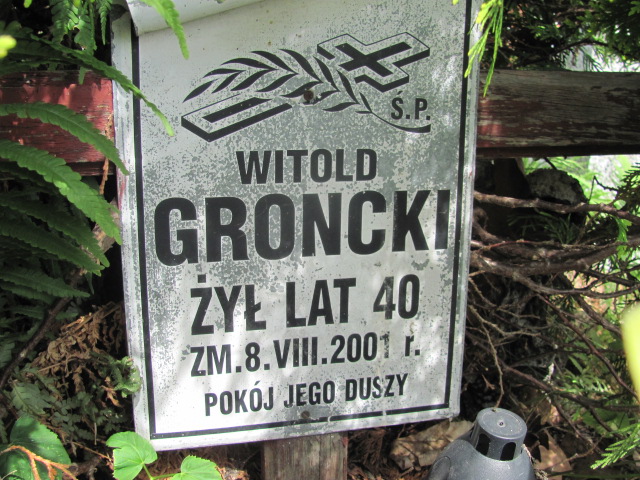 Ś.P.
WITOLD
GRONCKI
ŻYŁ LAT 40
ZM. 8. VIII. 2001 r.
POKÓJ JEGO DUSZY